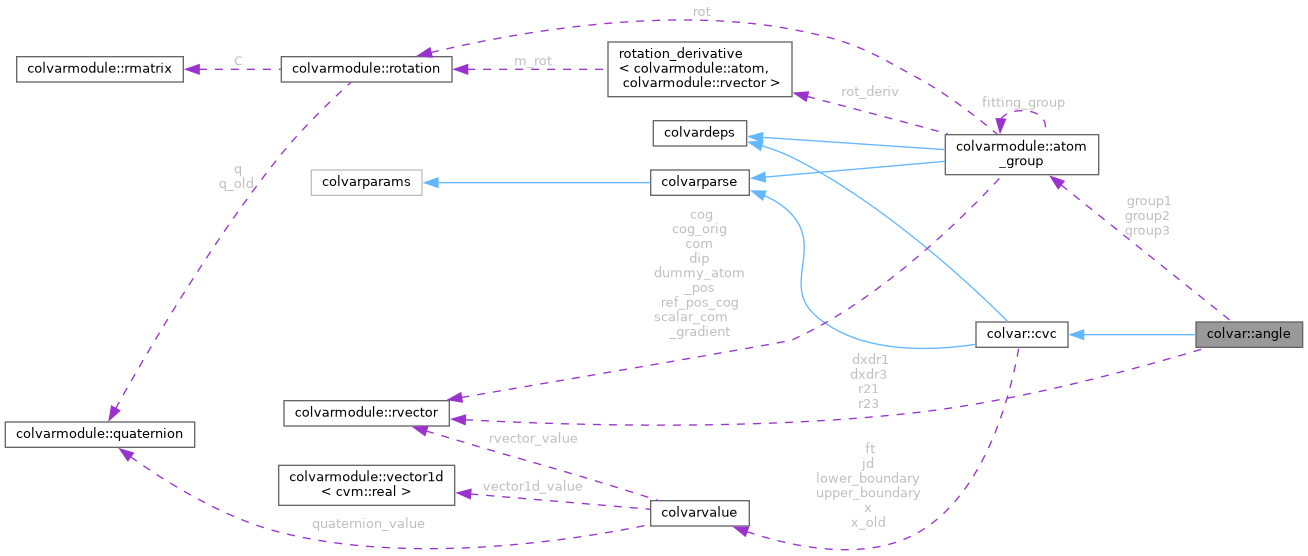 rot
rotation_derivative
< colvarmodule::atom,
colvarmodule::rvector >
colvarmodule::rmatrix
C
colvarmodule::rotation
m_rot
rot_deriv
fitting_group
colvardeps
colvarmodule::atom
_group
q
q_old
colvarparams
colvarparse
group1
group2
group3
cog
cog_orig
com
dip
dummy_atom
_pos
ref_pos_cog
scalar_com
_gradient
colvar::cvc
colvar::angle
dxdr1
dxdr3
r21
r23
colvarmodule::rvector
colvarmodule::quaternion
rvector_value
ft
jd
lower_boundary
upper_boundary
x
x_old
colvarmodule::vector1d
< cvm::real >
vector1d_value
colvarvalue
quaternion_value